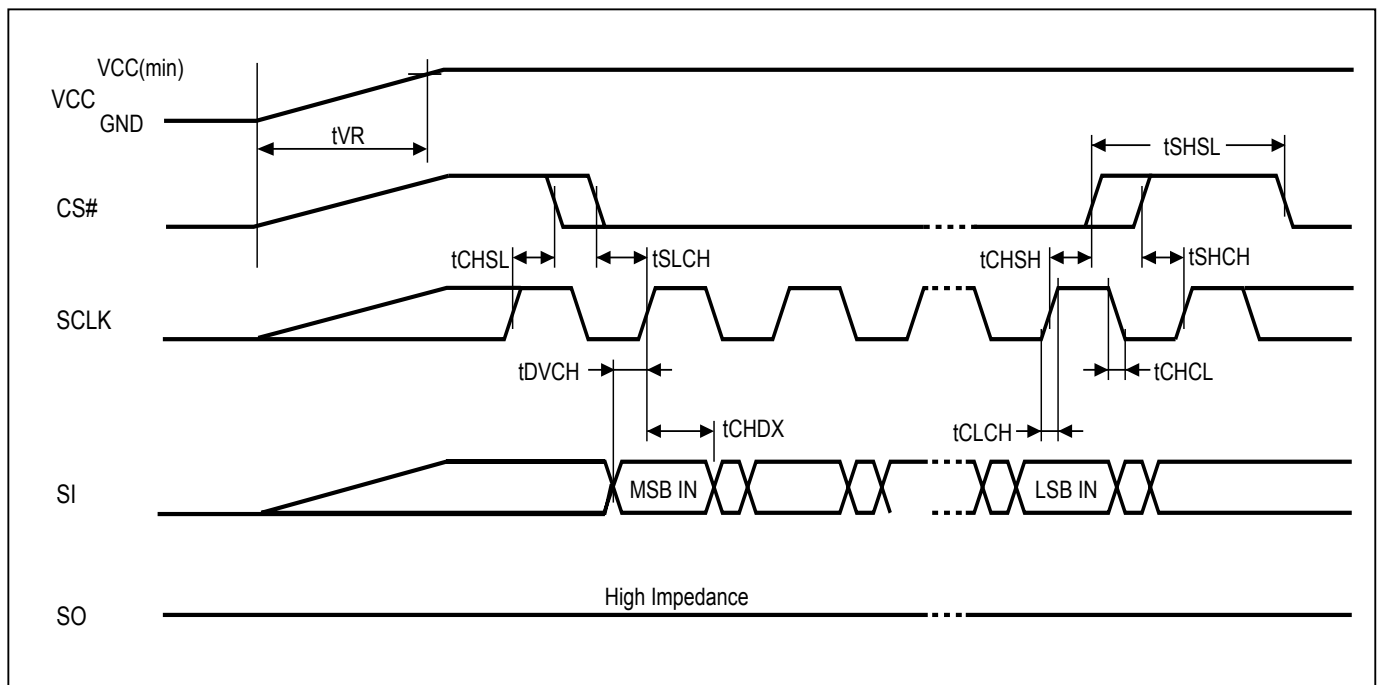 VCC(min)
VCC
GND
tVR
tSHSL
CS#
tCHSL
tSLCH
tCHSH
tSHCH
SCLK
tDVCH
tCHCL
tCHDX
tCLCH
SI
MSB IN
LSB IN
High Impedance
SO